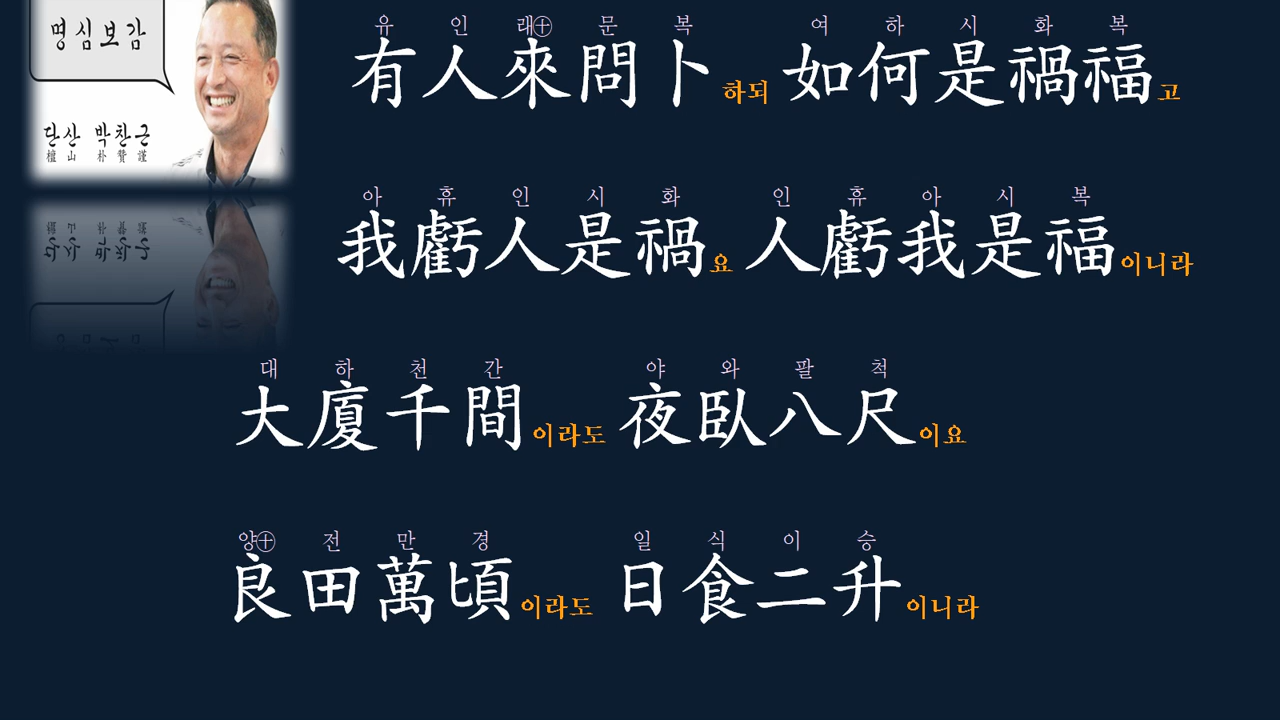 명심보감
단산 박찬근
檀山 朴贊謹
유 인 래㊉ 문 복 여 하 시 화 복
有人來問卜하되 如何是禍福고
아 휴 인 시 화 인 휴 아 시 복
我虧人是禍요 人虧我是福이니라
대 하 천 간 야 와 팔 척
大廈千間이라도 夜臥八尺이요
양㊉ 전 만 경 일 식 이 승
良田萬頃이라도 日食二升이니라